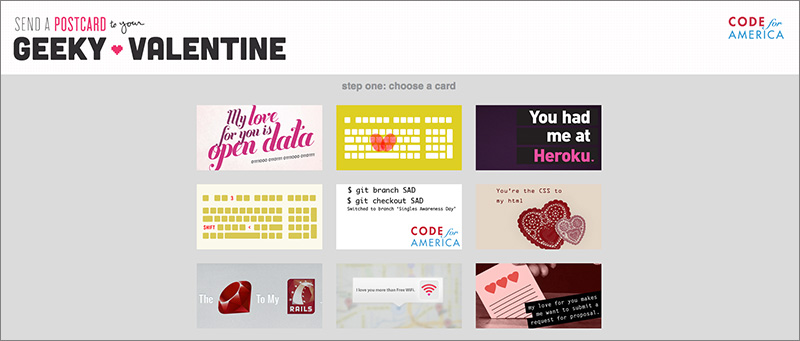 SEND A POSTCARD to your
GEEKY VALENTINE
CODE for
AMERICA
step one: choose a card
My love
for you is
open data
You had
me at
Heroku.
3
SHIFT
<
$ git branch SAD
$ git checkout SAD
Switched to branch "Singles Awareness Day"
CODE for
AMERICA
You're the CSS to
my html
The
To My
RAILS
I love you more than Free WiFi.
my love for you makes
me want to submit a
request for proposal.